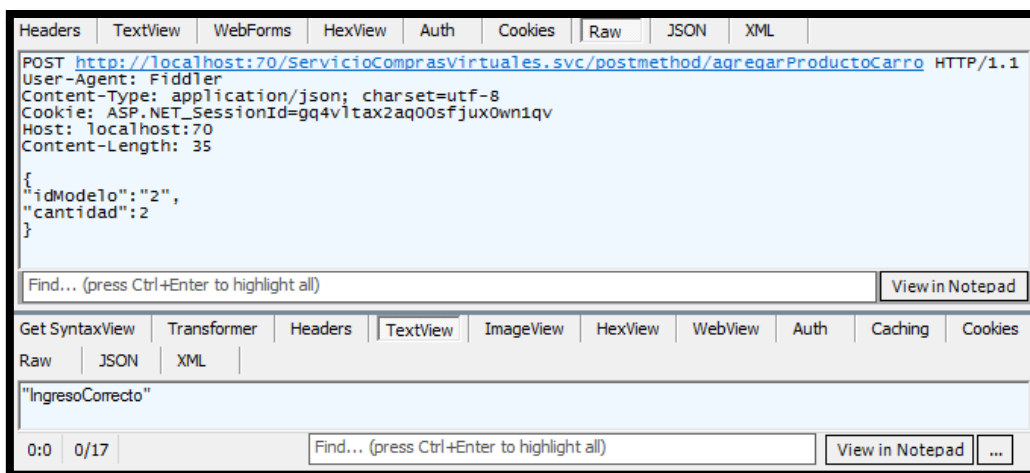 Headers TextView WebForms HexView Auth Cookies Raw JSON XML
POST http://localhost:70/ServicioComprasVirtuales.svc/postmethod/agregarProductoCarro HTTP/1.1
User-Agent: Fiddler
Content-Type: application/json; charset=utf-8
Cookie: ASP.NET_SessionId=gq4vltax2aq00sfjux0wn1qv
Host: localhost:70
Content-Length: 35
{
"idModelo":"2",
"cantidad":2
}
Find... (press Ctrl+Enter to highlight all) View in Notepad
Get SyntaxView Transformer Headers TextView ImageView HexView WebView Auth Caching Cookies
Raw JSON XML
"IngresoCorrecto"
0:0 0/17 Find... (press Ctrl+Enter to highlight all) View in Notepad ...